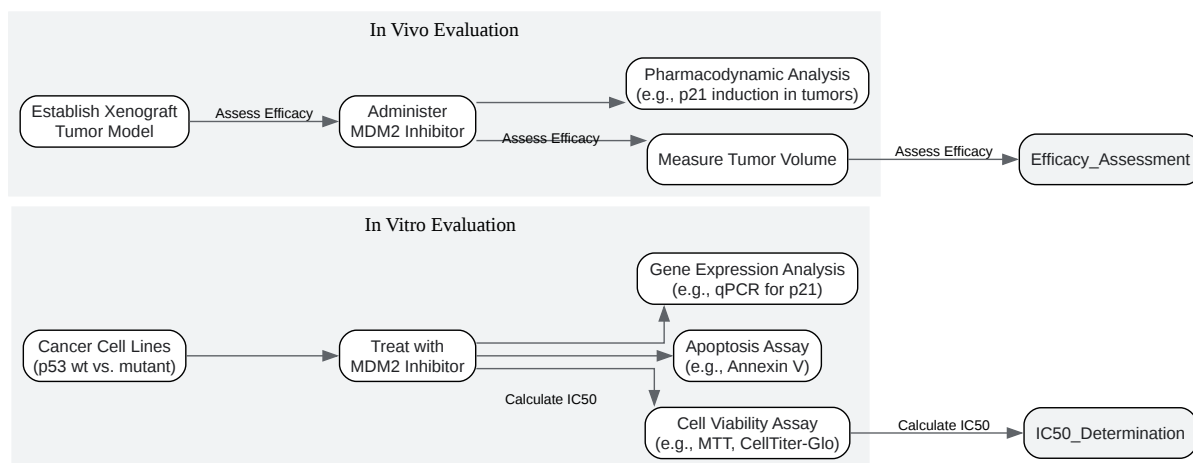 In Vivo Evaluation
Establish Xenograft
Tumor Model
Assess Efficacy
Administer
MDM2 Inhibitor
Pharmacodynamic Analysis
(e.g., p21 induction in tumors)
Assess Efficacy
Measure Tumor Volume
Assess Efficacy
Efficacy_Assessment
In Vitro Evaluation
Cancer Cell Lines
(p53 wt vs. mutant)
Treat with
MDM2 Inhibitor
Gene Expression Analysis
(e.g., qPCR for p21)
Apoptosis Assay
(e.g., Annexin V)
Calculate IC50
Cell Viability Assay
(e.g., MTT, CellTiter-Glo)
Calculate IC50
IC50_Determination